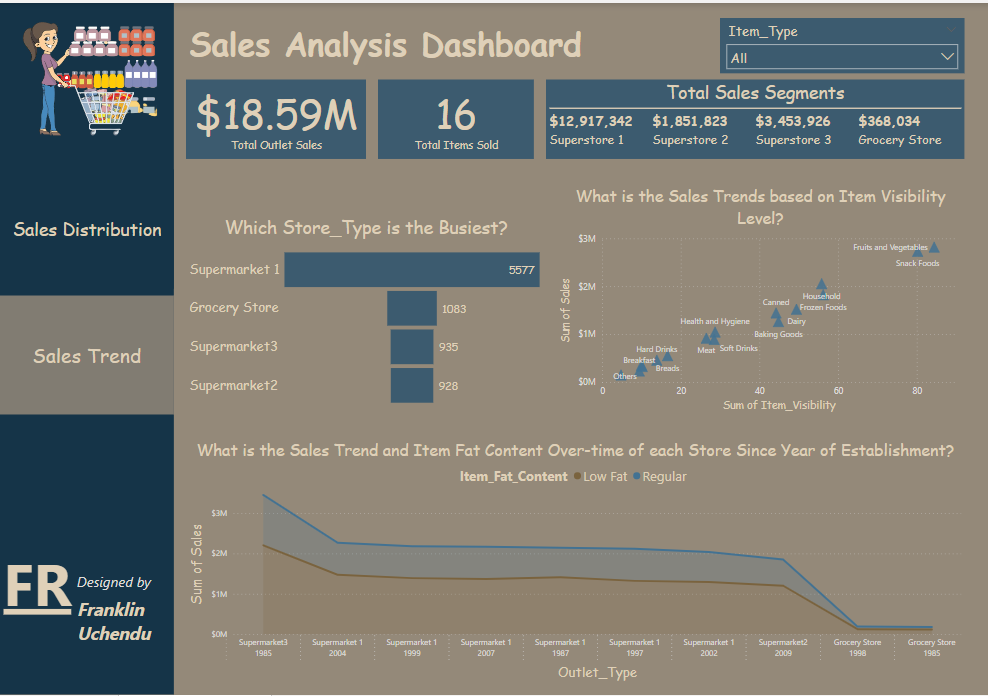 Sales Analysis Dashboard
Item_Type
All
$18.59M
Total Outlet Sales
16
Total Items Sold
Total Sales Segments
$12,917,342 $1,851,823 $3,453,926 $368,034
Superstore 1 Superstore 2 Superstore 3 Grocery Store
Sales Distribution
Sales Trend
FR
Designed by
Franklin
Uchendu
Which Store_Type is the Busiest?
Supermarket 1 5577
Grocery Store 1083
Supermarket3 935
Supermarket2 928
What is the Sales Trends based on Item Visibility
Level?
Sum of Sales
$3M
$2M
$1M
$0M
Fruits and Vegetables
Snack Foods
Household
Canned
Frozen Foods
Health and Hygiene
Dairy
Baking Goods
Hard Drinks
Meat
Soft Drinks
Breakfast
Breads
Others
0 20 40 60 80
Sum of Item_Visibility
What is the Sales Trend and Item Fat Content Over-time of each Store Since Year of Establishment?
Item_Fat_Content Low Fat Regular
Sum of Sales
$3M
$2M
$1M
$0M
Supermarket3 Supermarket 1 Supermarket 1 Supermarket 1 Supermarket 1 Supermarket 1 Supermarket 1 Supermarket2 Grocery Store Grocery Store
1985 2004 1999 2007 1987 1997 2002 2009 1998 1985
Outlet_Type